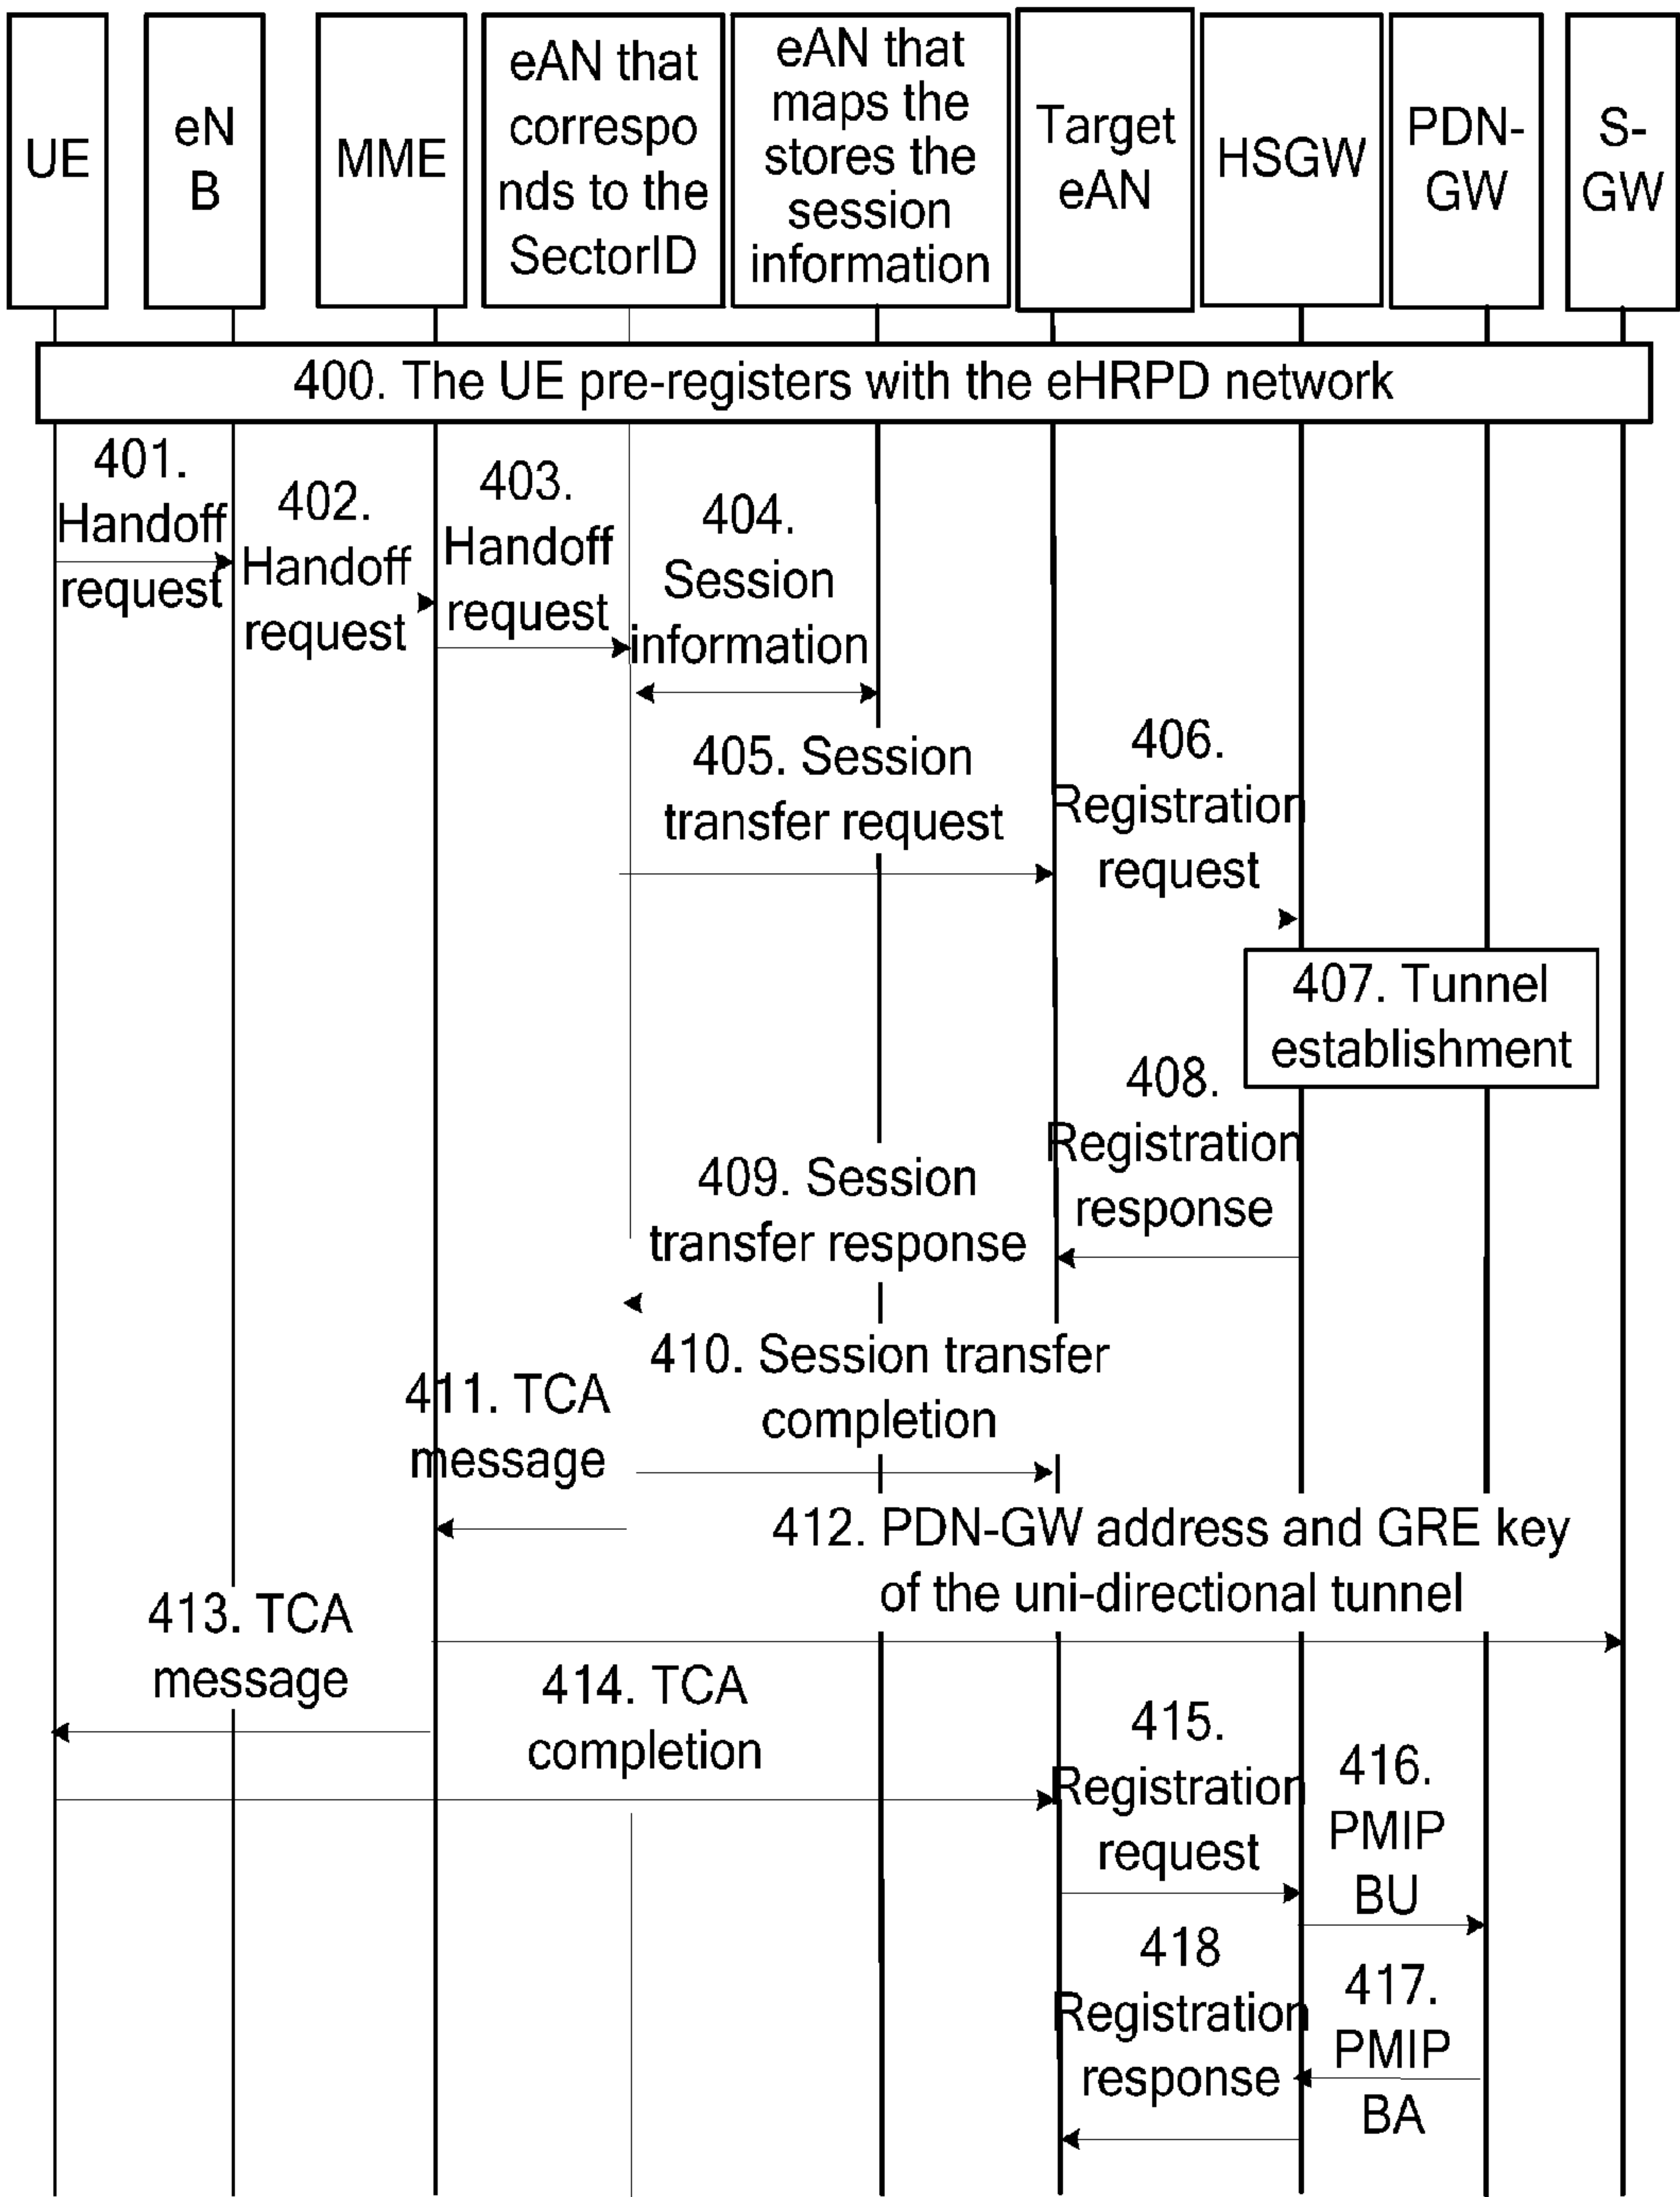 UE
eN
B
MME
eAN that
correspo
nds to the
SectorID
eAN that
maps the
stores the
session
information
Target
eAN
HSGW
PDN-
GW
S-
GW
400. The UE pre-registers with the eHRPD network
401.
Handoff
request
402.
Handoff
request
403.
Handoff
request
404.
Session
information
405. Session
transfer request
406.
Registration
request
407. Tunnel
establishment
408.
Registration
response
409. Session
transfer response
410. Session transfer
completion
411. TCA
message
412. PDN-GW address and GRE key
of the uni-directional tunnel
413. TCA
message
414. TCA
completion
415.
Registration
request
416.
PMIP
BU
417.
PMIP
BA
418
Registration
response